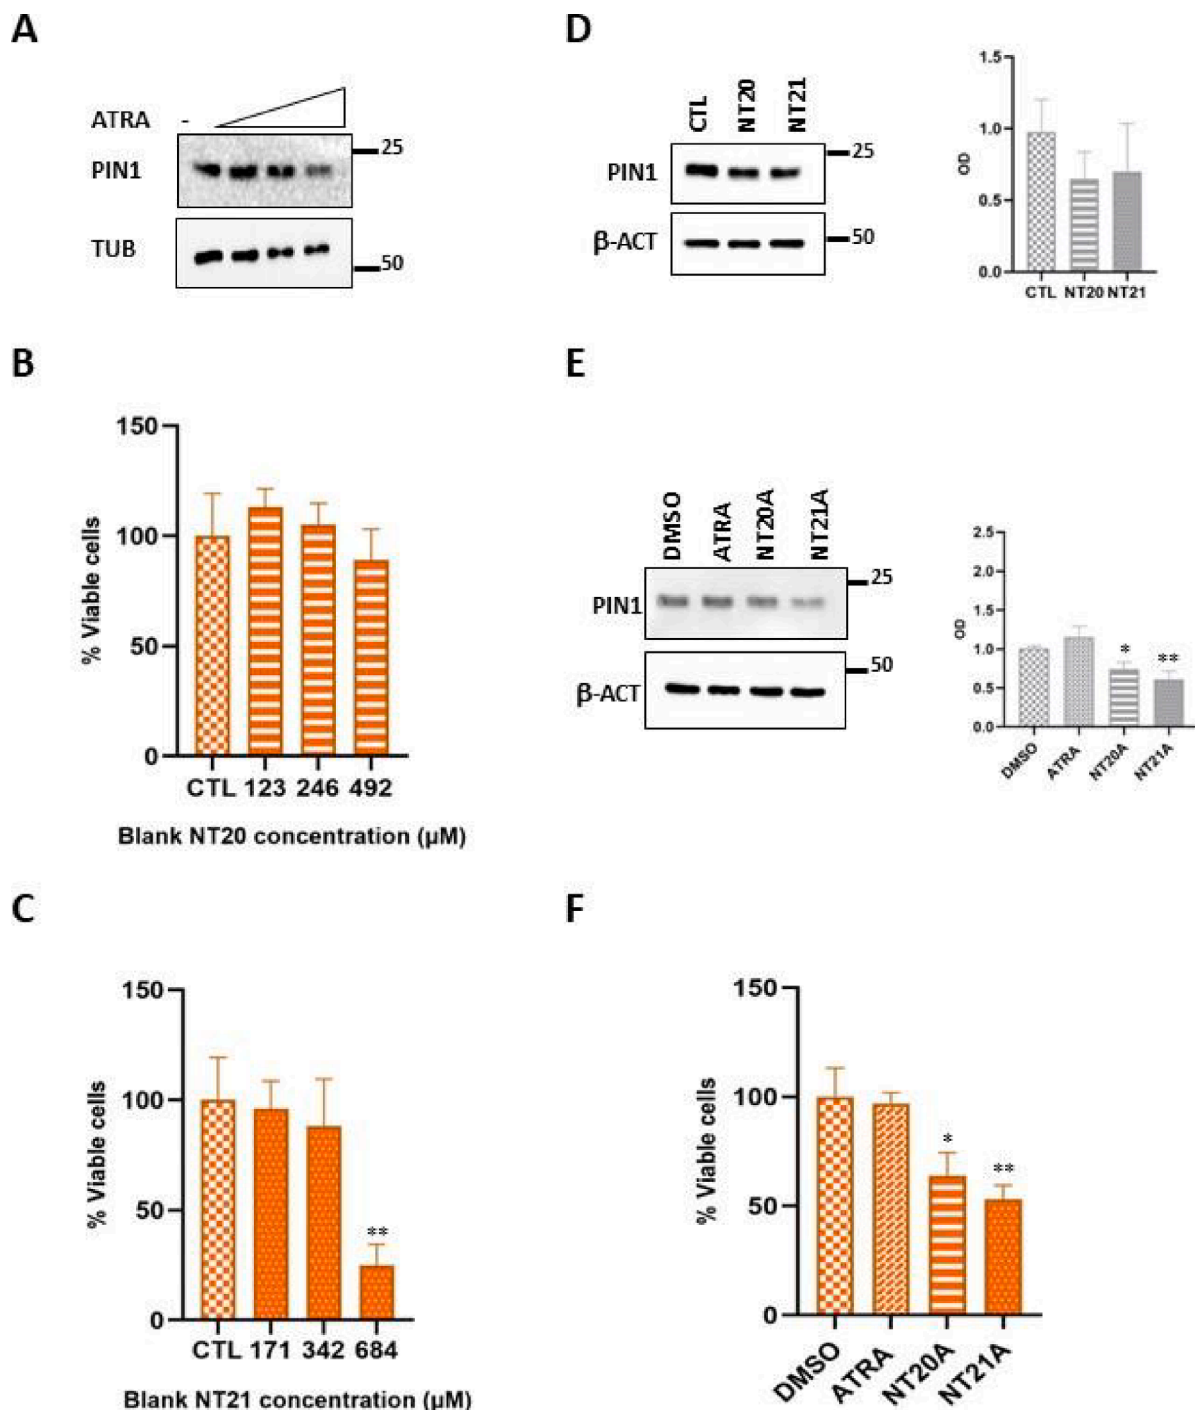 A
ATRA -
25
PIN1
TUB
50
D
CTL NT20 NT21
25
PIN1
β-ACT
50
1.5
1.0
0.5
0.0
OD
CTL NT20 NT21
B
150
100
50
0
% Viable cells
CTL 123 246 492
Blank NT20 concentration (μM)
E
DMSO ATRA NT20A NT21A
25
PIN1
50
β-ACT
2.5
2.0
1.5
1.0
0.5
0.0
OD
* **
DMSO ATRA NT20A NT21A
C
150
100
50
0
% Viable cells
**
CTL 171 342 684
Blank NT21 concentration (μM)
F
150
100
50
0
% Viable cells
* **
DMSO ATRA NT20A NT21A